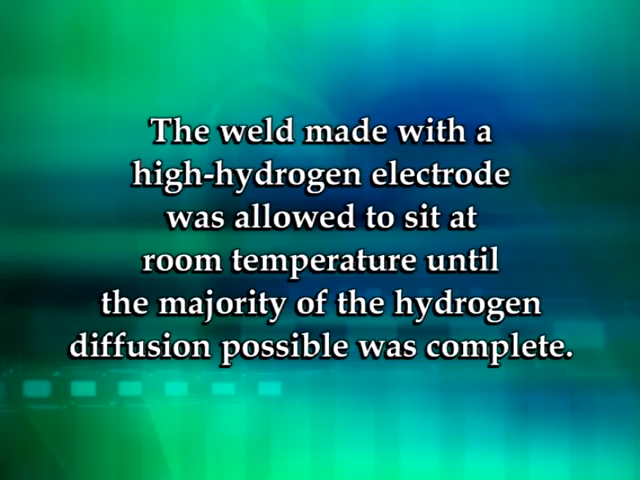 The weld made with a
high-hydrogen electrode
was allowed to sit at
room temperature until
the majority of the hydrogen
diffusion possible was complete.